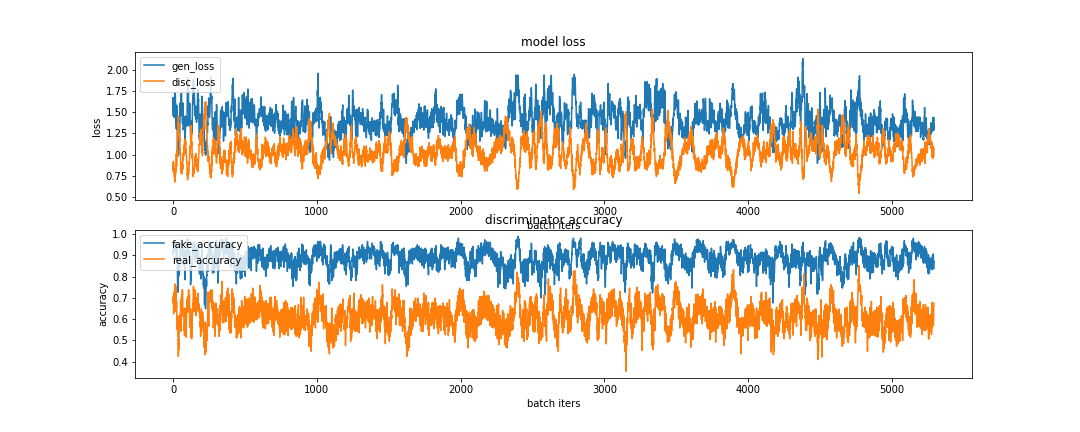 model loss
gen_loss
disc_loss
loss
2.00
1.75
1.50
1.25
1.00
0.75
0.50
0 1000 2000 3000 4000 5000
batch iters
discriminator accuracy
fake_accuracy
real_accuracy
accuracy
1.0
0.9
0.8
0.7
0.6
0.5
0.4
0 1000 2000 3000 4000 5000
batch iters